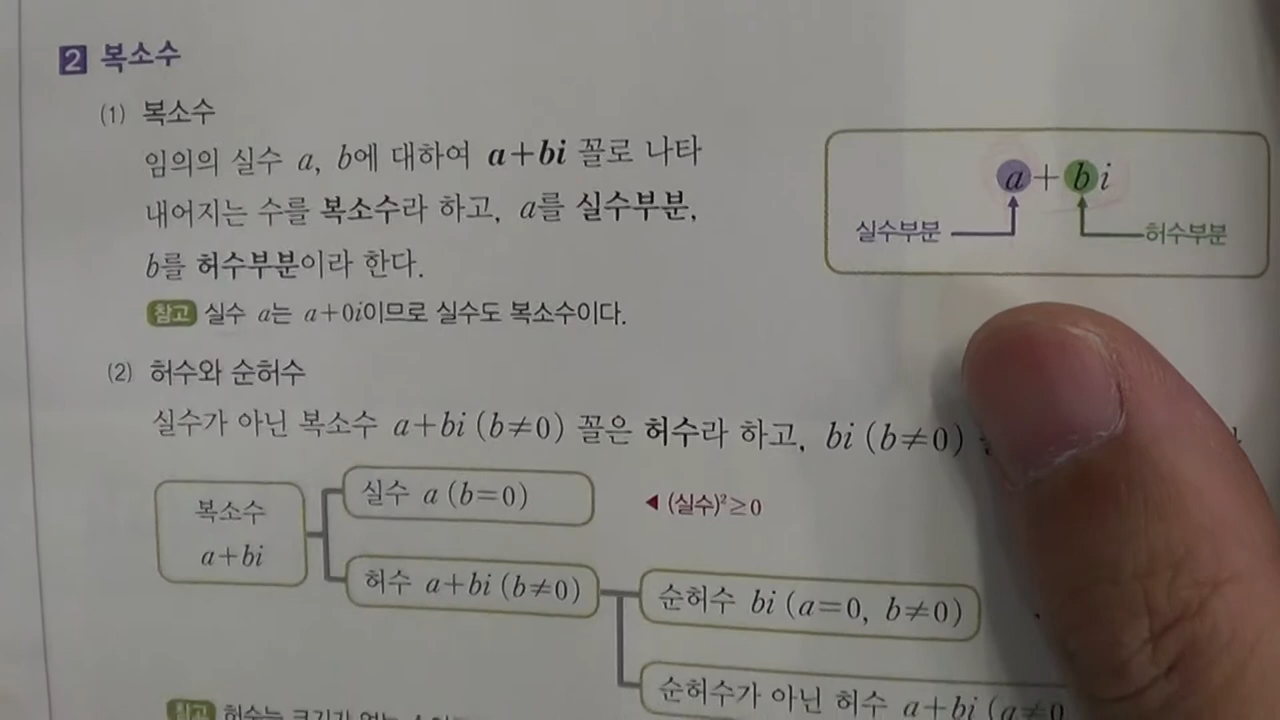 2 복소수
(1) 복소수
임의의 실수 a, b에 대하여 a+bi 꼴로 나타
내어지는 수를 복소수라 하고, a를 실수부분,
b를 허수부분이라 한다.
참고 실수 a는 a+0i이므로 실수도 복소수이다.
a+bi
실수부분
허수부분
(2) 허수와 순허수
실수가 아닌 복소수 a+bi (b≠0) 꼴은 허수라 하고, bi (b≠0)
복소수
a+bi
실수 a (b=0)
◀ (실수)²≥0
허수 a+bi (b≠0)
순허수 bi (a=0, b≠0)
순허수가 아닌 허수 a+bi (a≠0
참고 허수는